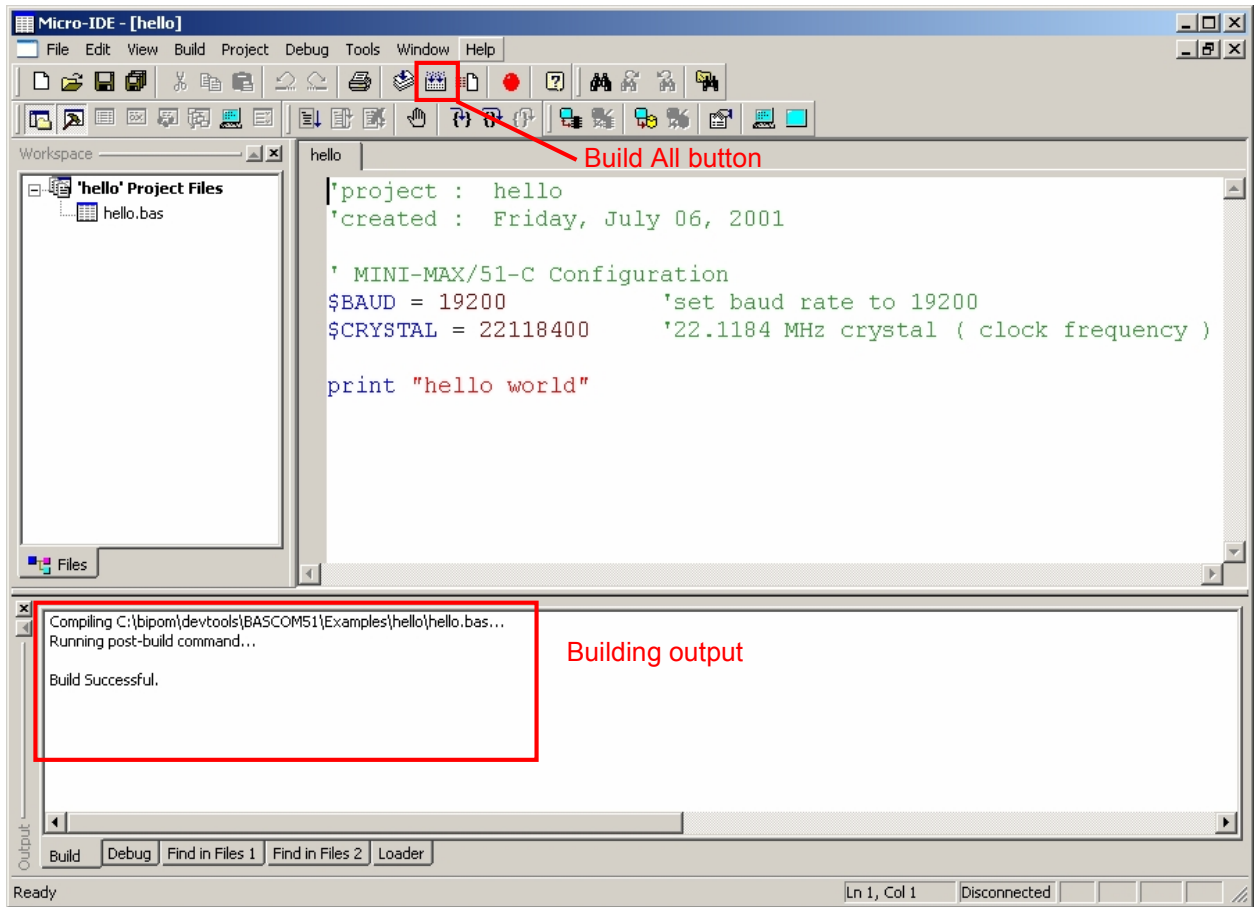 Micro-IDE - [hello]
File Edit View Build Project Debug Tools Window Help
Build All button
Workspace
hello
'hello' Project Files
hello.bas
'project :  hello
'created :  Friday, July 06, 2001
' MINI-MAX/51-C Configuration
$BAUD = 19200 'set baud rate to 19200
$CRYSTAL = 22118400 '22.1184 MHz crystal ( clock frequency )
print "hello world"
Files
Compiling C:\bipom\devtools\BASCOM51\Examples\hello\hello.bas...
Running post-build command...
Build Successful.
Building output
Output
Build Debug Find in Files 1 Find in Files 2 Loader
Ready Ln 1, Col 1 Disconnected